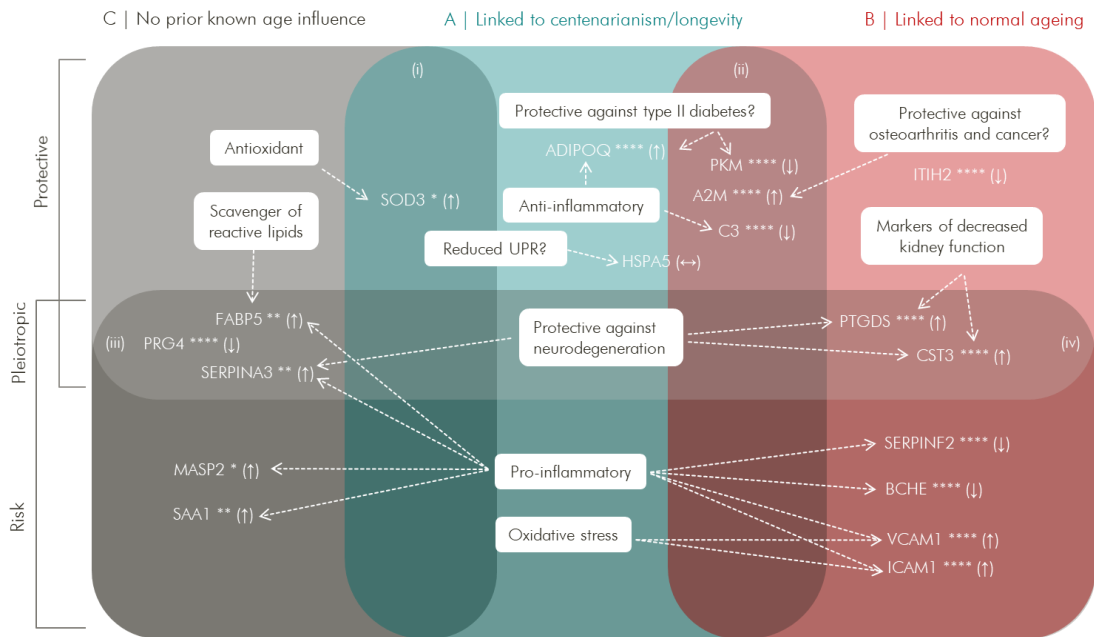 C | No prior known age influence
A | Linked to centenarianism/longevity
B | Linked to normal ageing
(i)
(ii)
Protective against type II diabetes?
Protective against
osteoarthritis and cancer?
Antioxidant
ADIPOQ **** (↑)
PKM **** (↓)
ITIH2 **** (↓)
Protective
SOD3 * (↑)
Anti-inflammatory
A2M **** (↑)
Scavenger of
reactive lipids
C3 **** (↓)
Markers of decreased
kidney function
Reduced UPR?
HSPA5 (↔)
Pleiotropic
FABP5 ** (↑)
(iii)
PRG4 **** (↓)
SERPINA3 ** (↑)
Protective against
neurodegeneration
PTGDS **** (↑)
CST3 **** (↑)
(iv)
Risk
MASP2 * (↑)
SAA1 ** (↑)
Pro-inflammatory
Oxidative stress
SERPINF2 **** (↓)
BCHE **** (↓)
VCAM1 **** (↑)
ICAM1 **** (↑)